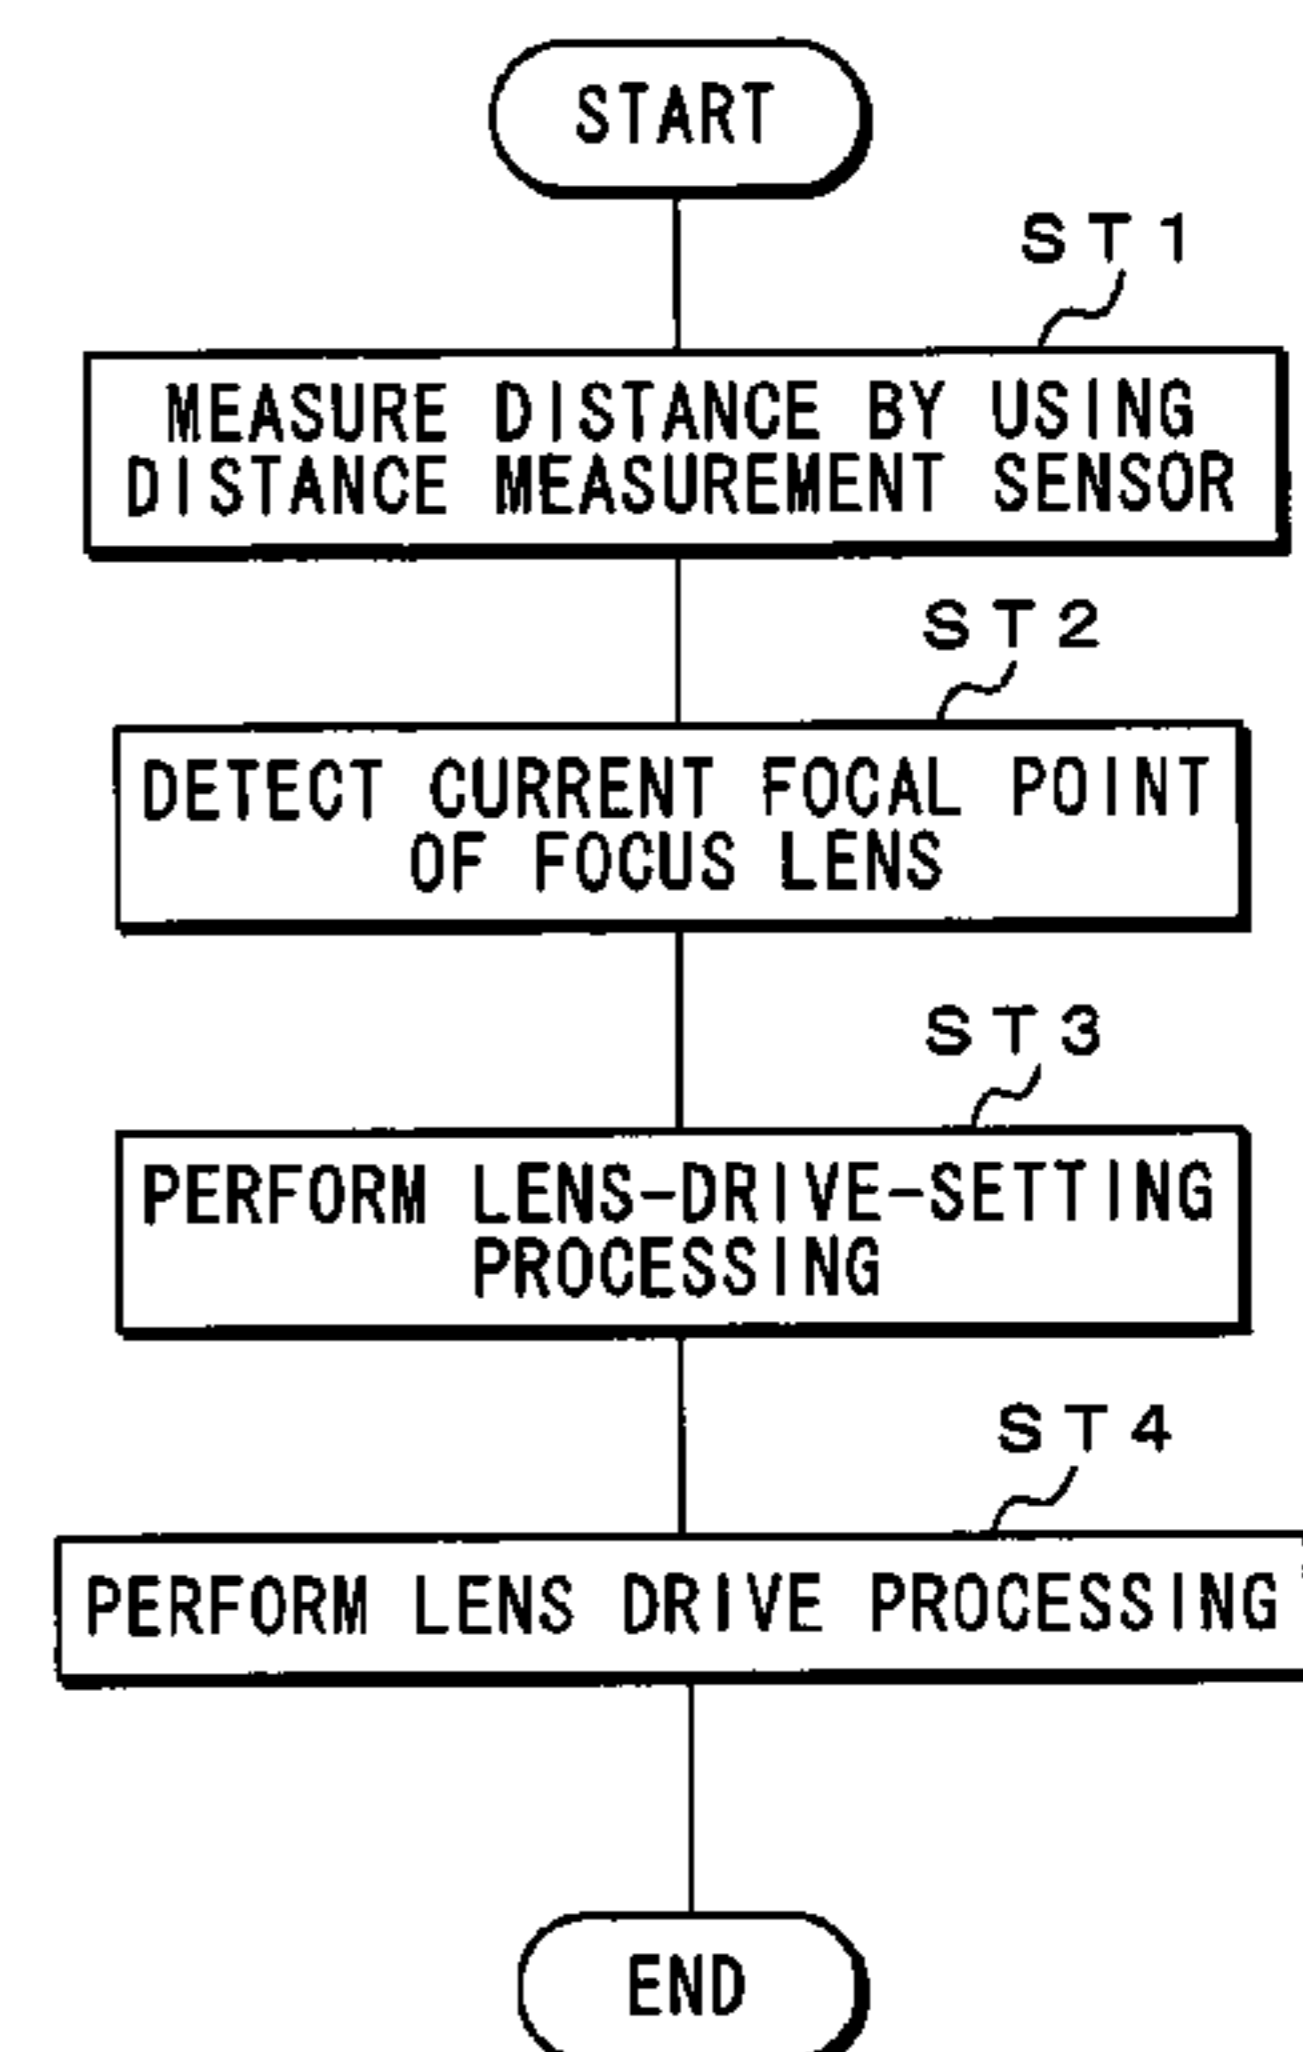 START
ST1
MEASURE DISTANCE BY USING
DISTANCE MEASUREMENT SENSOR
ST2
DETECT CURRENT FOCAL POINT
OF FOCUS LENS
ST3
PERFORM LENS-DRIVE-SETTING
PROCESSING
ST4
PERFORM LENS DRIVE PROCESSING
END